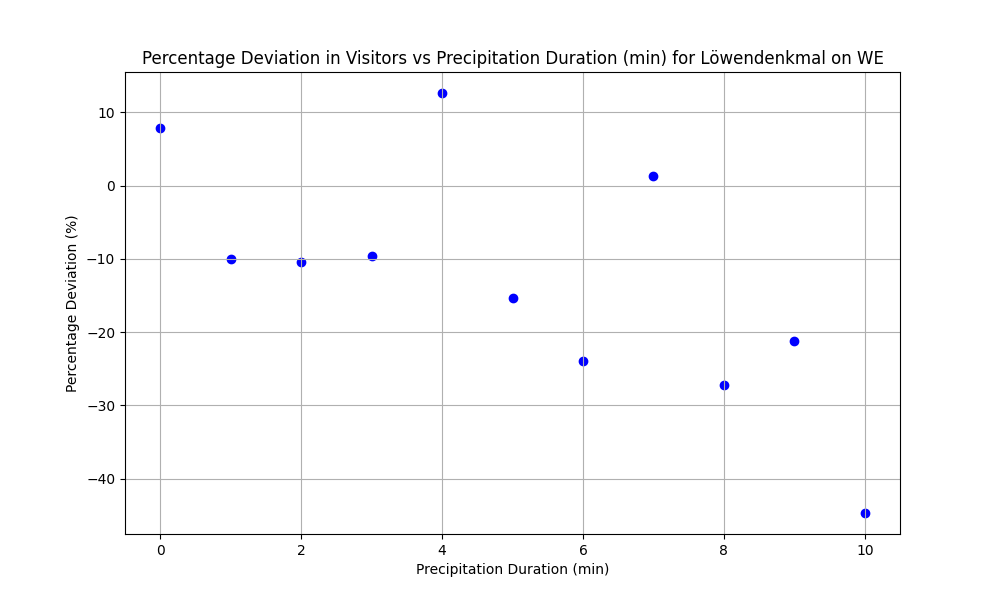 Percentage Deviation in Visitors vs Precipitation Duration (min) for Löwendenkmal on WE
Percentage Deviation (%)
10
0
−10
−20
−30
−40
0 2 4 6 8 10
Precipitation Duration (min)